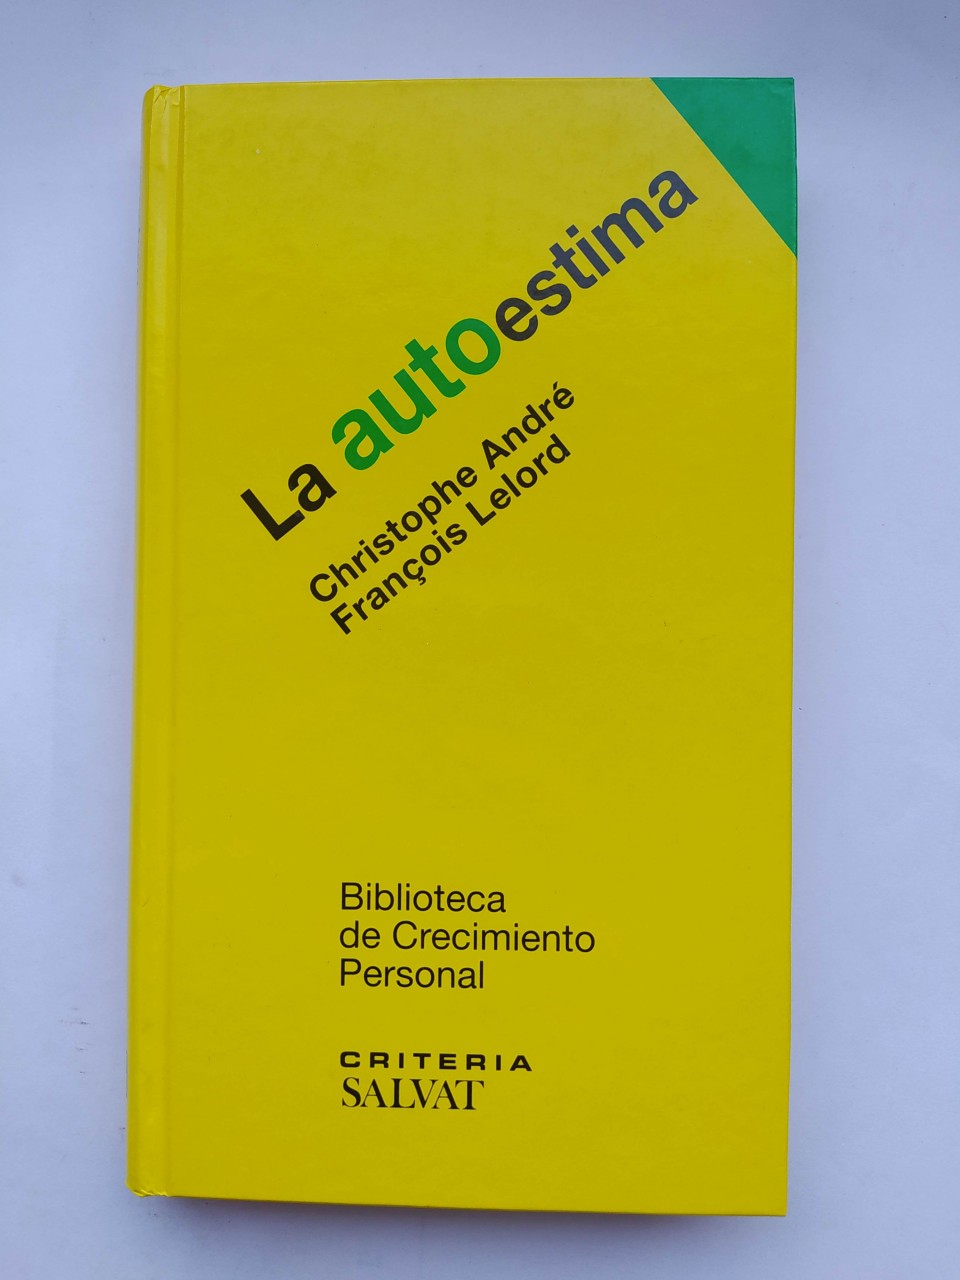 La autoestima
Christophe André
François Lelord
Biblioteca
de Crecimiento
Personal
CRITERIA
SALVAT